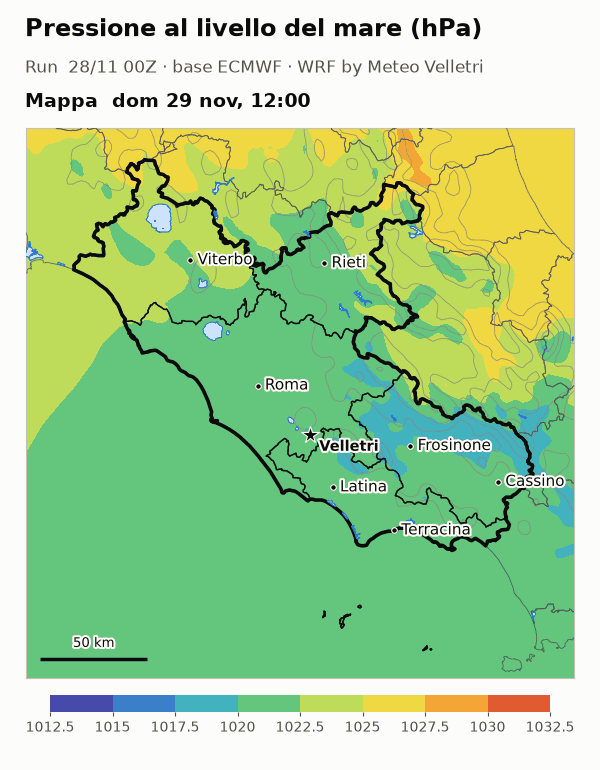 Pressione al livello del mare (hPa)
Run  28/11 00Z · base ECMWF · WRF by Meteo Velletri
Mappa  dom 29 nov, 12:00
Viterbo
Rieti
Roma
Velletri
Frosinone
Latina
Cassino
Terracina
50 km
1012.5 1015 1017.5 1020 1022.5 1025 1027.5 1030 1032.5